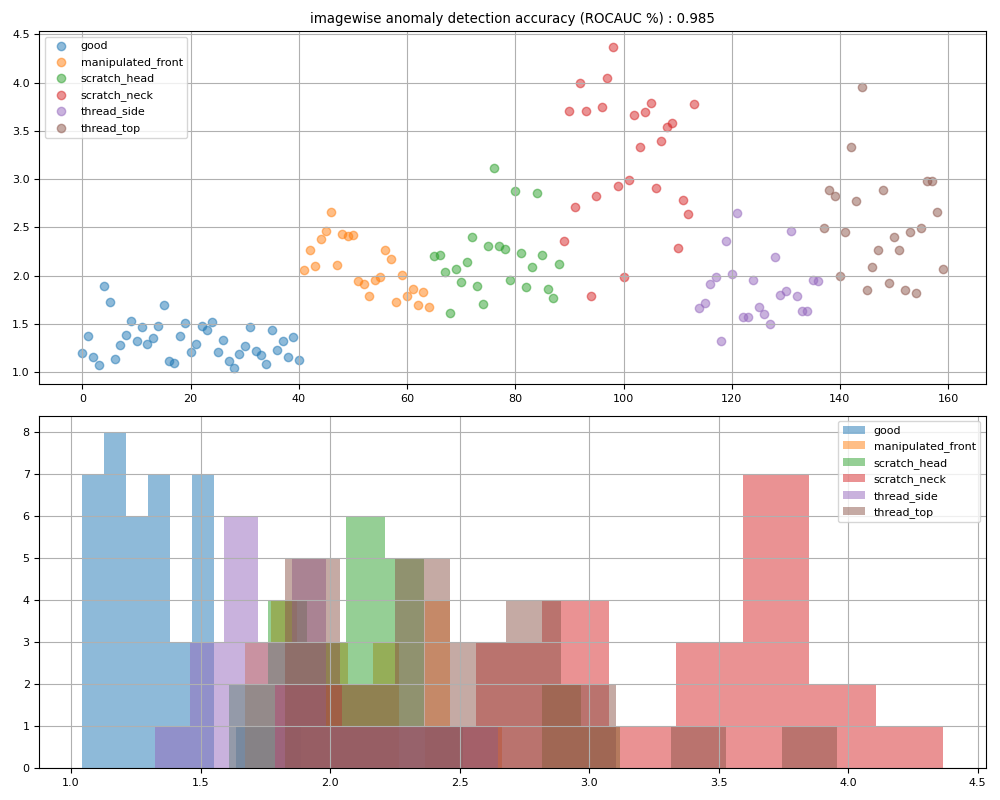 imagewise anomaly detection accuracy (ROCAUC %) : 0.985
4.5
4.0
3.5
3.0
2.5
2.0
1.5
1.0
good
manipulated_front
scratch_head
scratch_neck
thread_side
thread_top
0 20 40 60 80 100 120 140 160
8
7
6
5
4
3
2
1
0
good
manipulated_front
scratch_head
scratch_neck
thread_side
thread_top
1.0 1.5 2.0 2.5 3.0 3.5 4.0 4.5